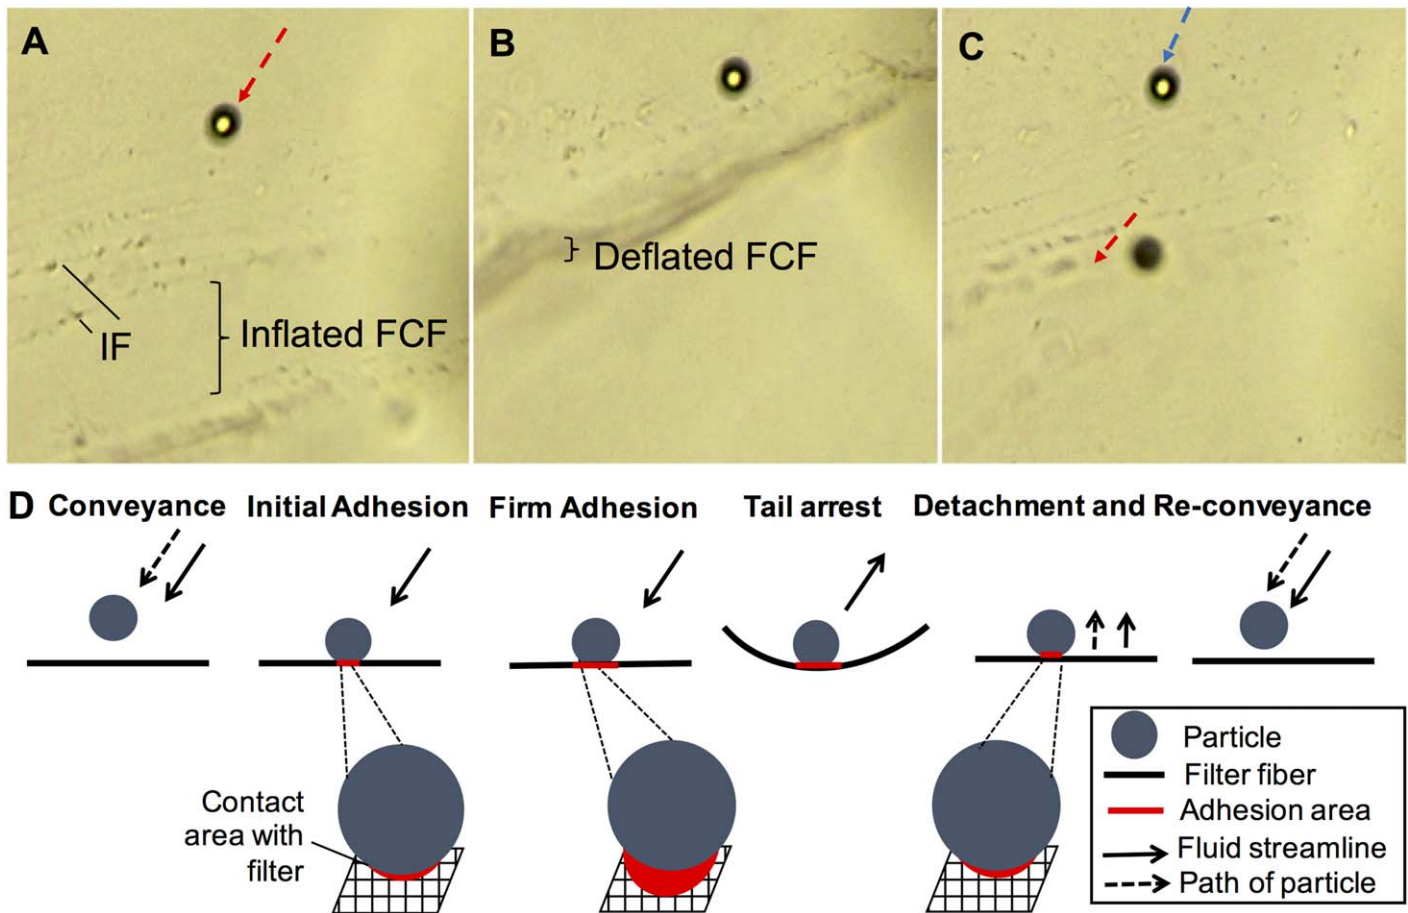 A
B
C
IF
Inflated FCF
Deflated FCF
D
Conveyance
Initial Adhesion
Firm Adhesion
Tail arrest
Detachment and Re-conveyance
Contact
area with
filter
Particle
Filter fiber
Adhesion area
Fluid streamline
Path of particle